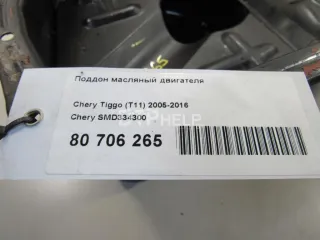 Поддон масляный двигателя
Chery Tiggo (T11) 2005-2016
Chery SMD334300
80 706 265